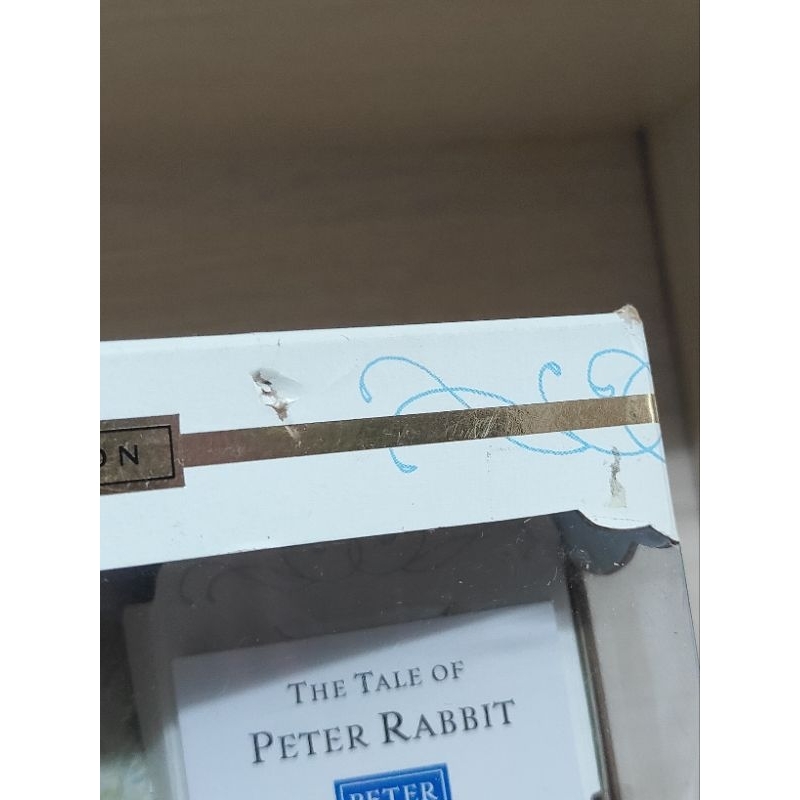 ON
THE TALE OF
PETER RABBIT
PETER